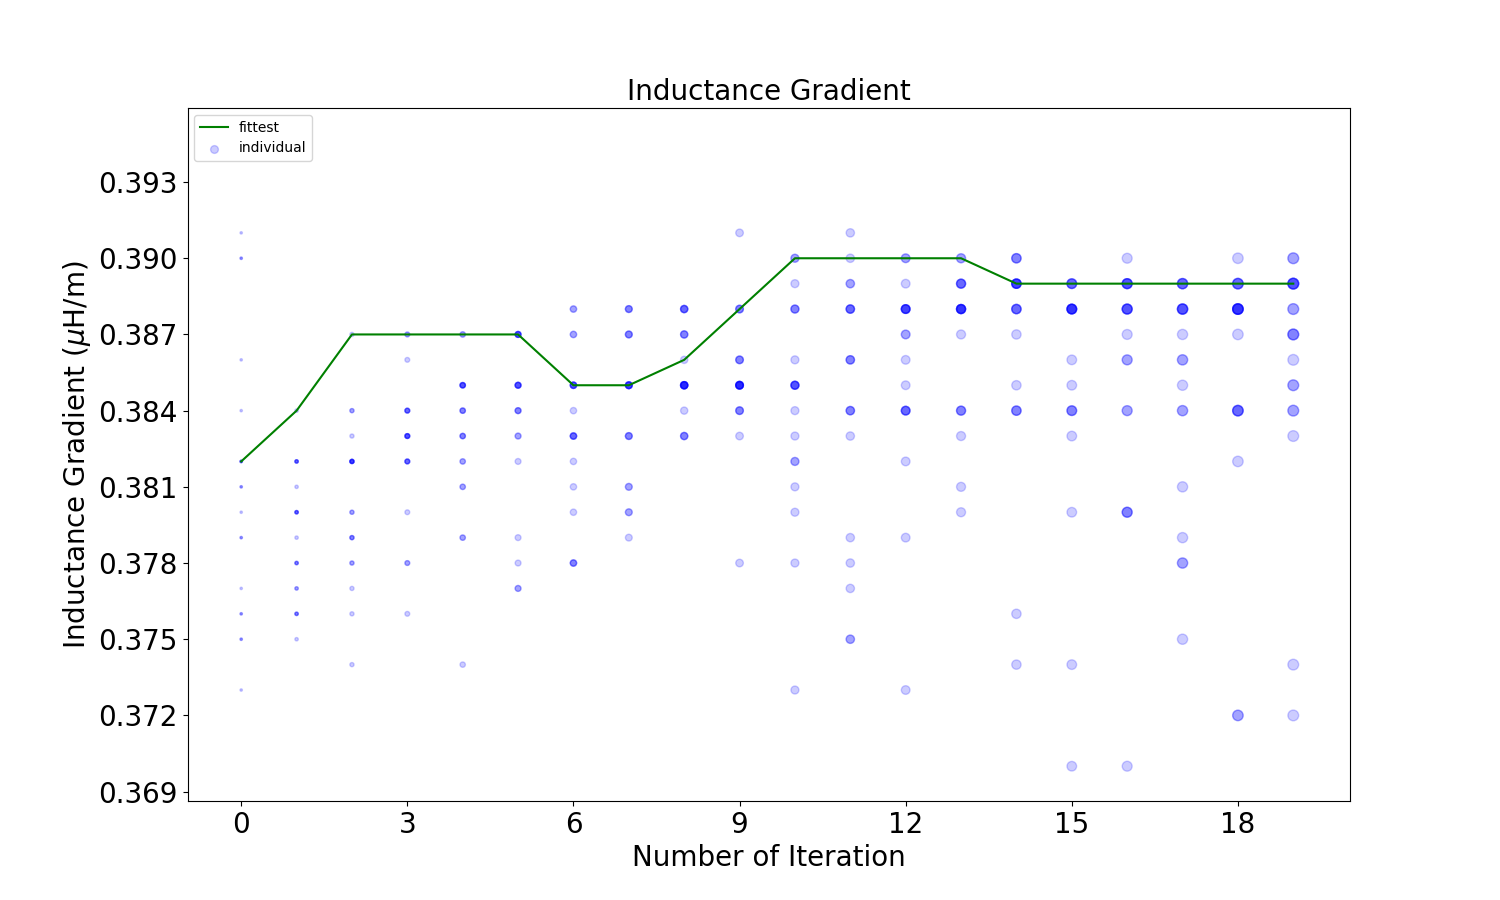 Inductance Gradient
fittest
individual
Inductance Gradient (μH/m)
0.393
0.390
0.387
0.384
0.381
0.378
0.375
0.372
0.369
0 3 6 9 12 15 18
Number of Iteration